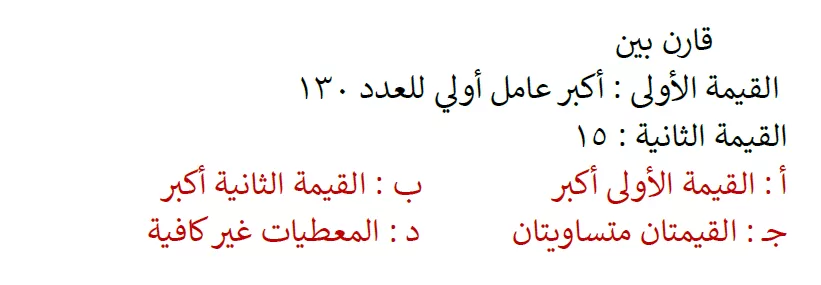 قارن بين
القيمة الأولى : أكبر عامل أولي للعدد ١٣٠
القيمة الثانية : ١٥
أ : القيمة الأولى أكبر ب : القيمة الثانية أكبر
جـ : القيمتان متساويتان د : المعطيات غير كافية